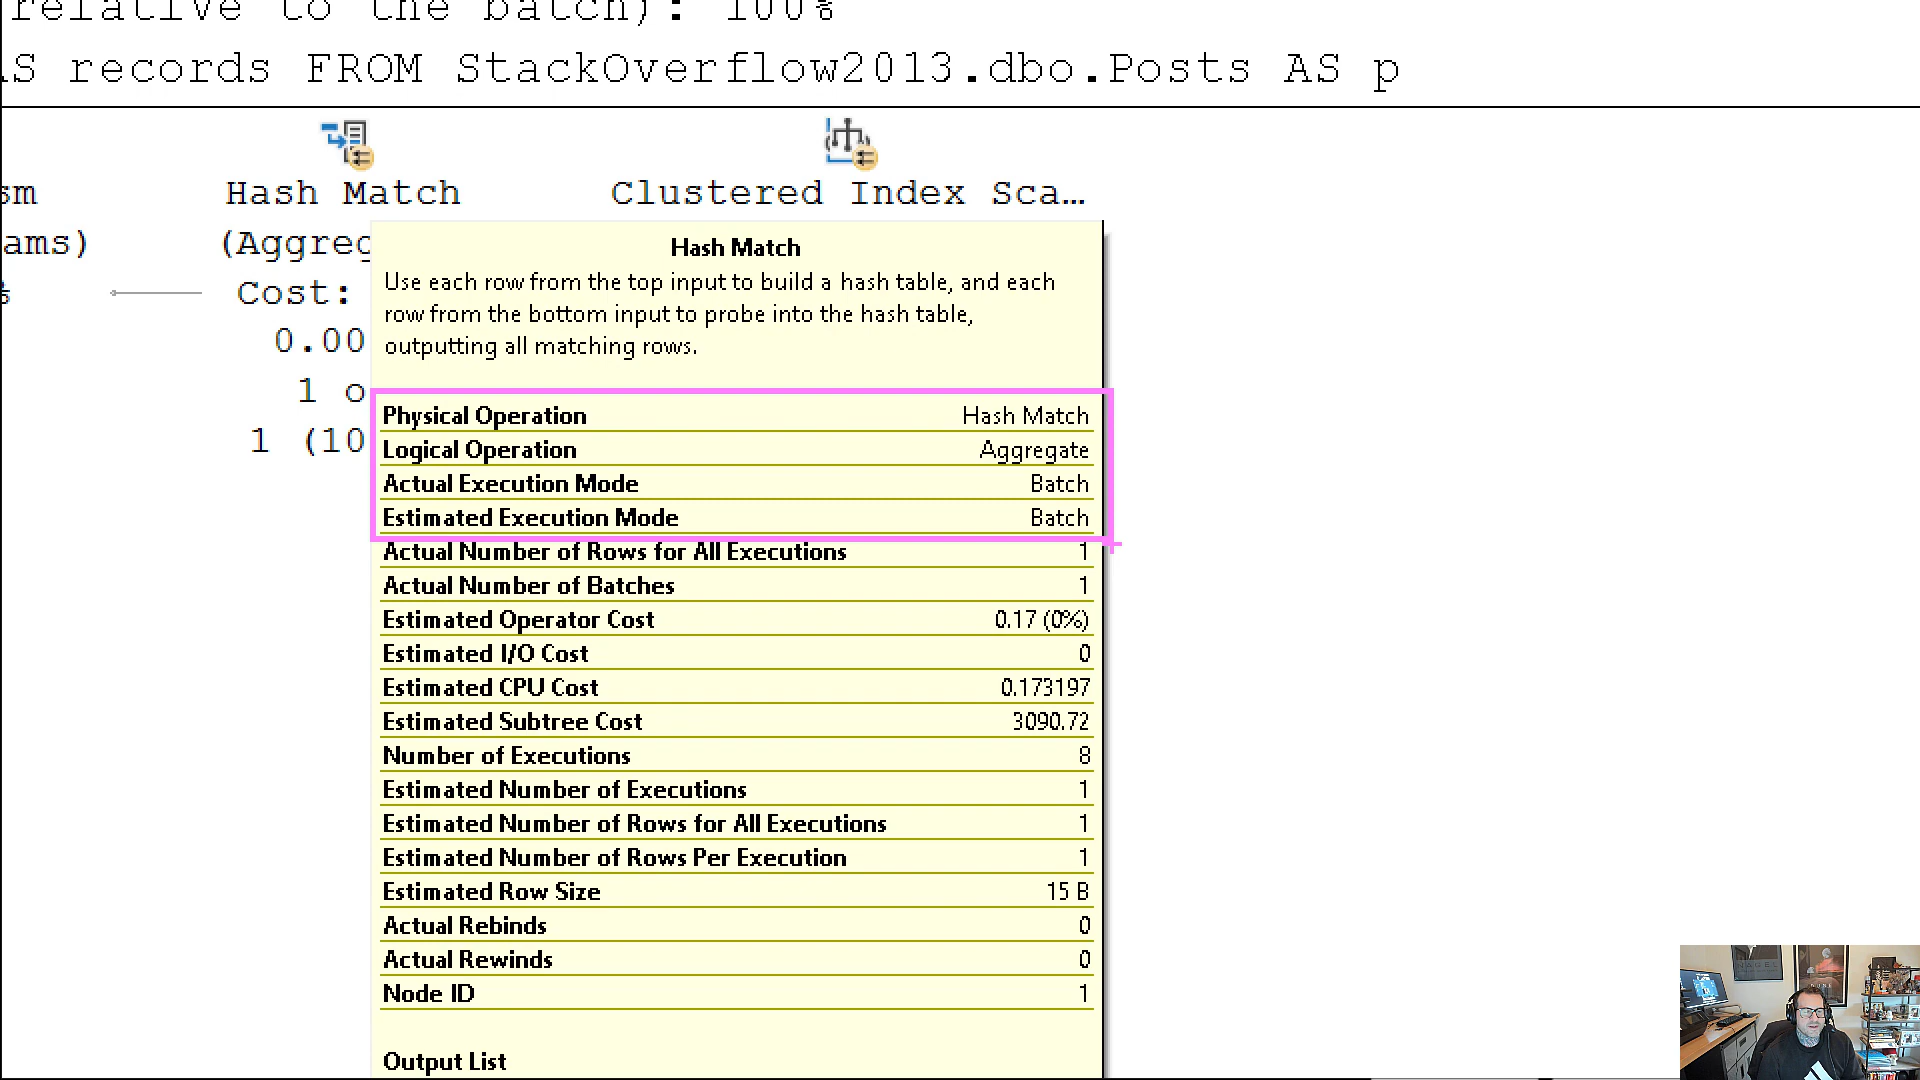 relative to the batch): 100%
AS records FROM StackOverflow2013.dbo.Posts AS p
sm
Hash Match
Clustered Index Sca...
ams)
(Aggreg
%
Cost:
0.00
1 o
1 (10
Hash Match
Use each row from the top input to build a hash table, and each
row from the bottom input to probe into the hash table,
outputting all matching rows.
Physical Operation Hash Match
Logical Operation Aggregate
Actual Execution Mode Batch
Estimated Execution Mode Batch
Actual Number of Rows for All Executions 1
Actual Number of Batches 1
Estimated Operator Cost 0.17 (0%)
Estimated I/O Cost 0
Estimated CPU Cost 0.173197
Estimated Subtree Cost 3090.72
Number of Executions 8
Estimated Number of Executions 1
Estimated Number of Rows for All Executions 1
Estimated Number of Rows Per Execution 1
Estimated Row Size 15 B
Actual Rebinds 0
Actual Rewinds 0
Node ID 1
Output List